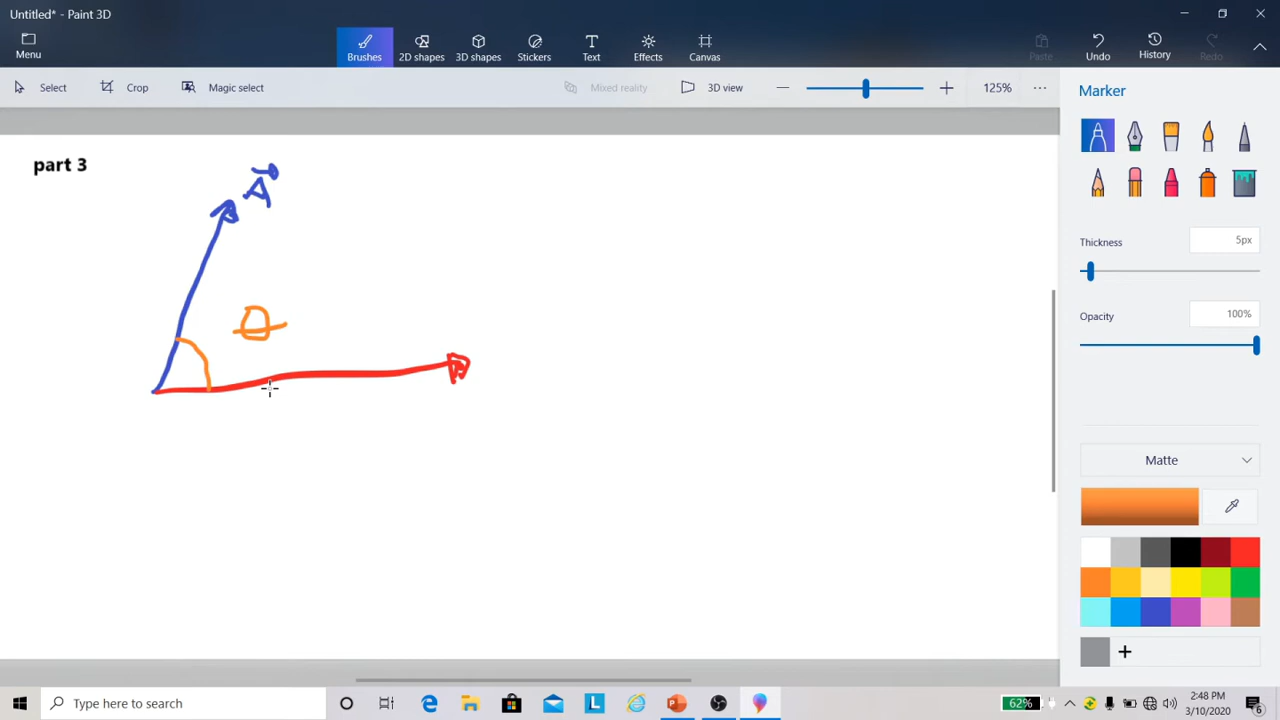 Untitled* - Paint 3D
Menu
Brushes
2D shapes
3D shapes
Stickers
Text
Effects
Canvas
Paste
Undo
History
Redo
Select
Crop
Magic select
Mixed reality
3D view
125%
Marker
part 3
A
θ
Thickness
5px
Opacity
100%
Matte
Type here to search
62%
2:48 PM
3/10/2020
6